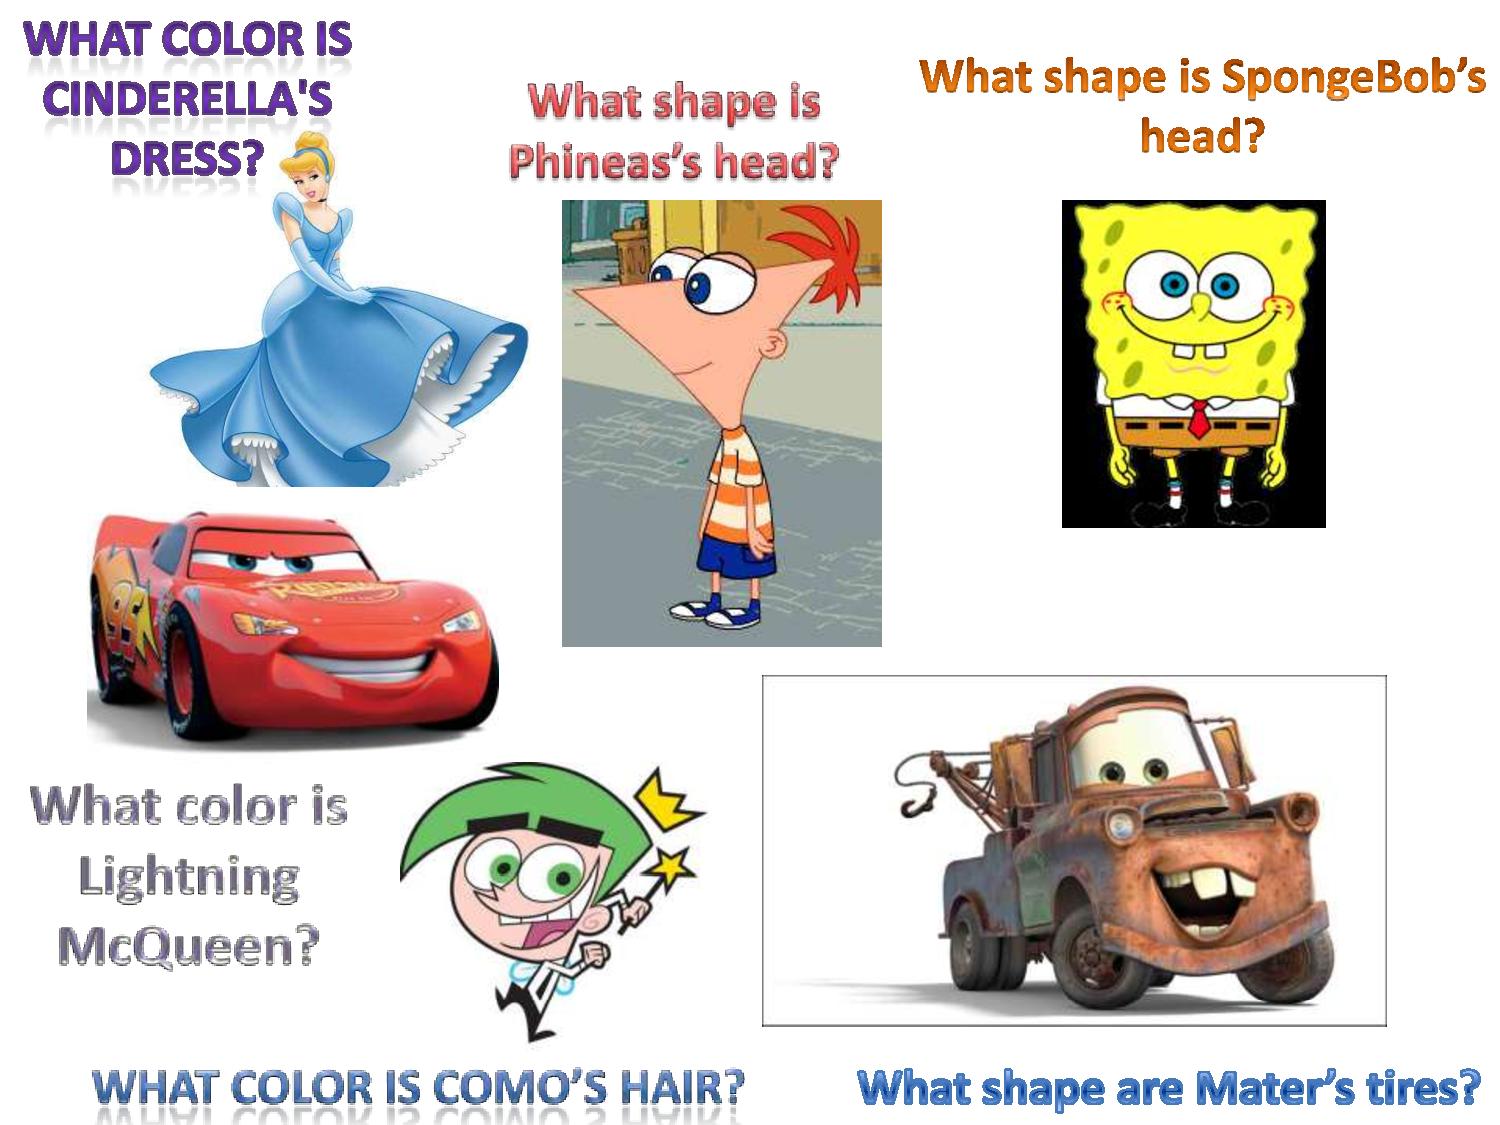 WHAT COLOR IS
CINDERELLA'S
DRESS?
What shape is
Phineas’s head?
What shape is SpongeBob’s
head?
95
What color is
Lightning
McQueen?
WHAT COLOR IS COMO’S HAIR?
What shape are Mater’s tires?